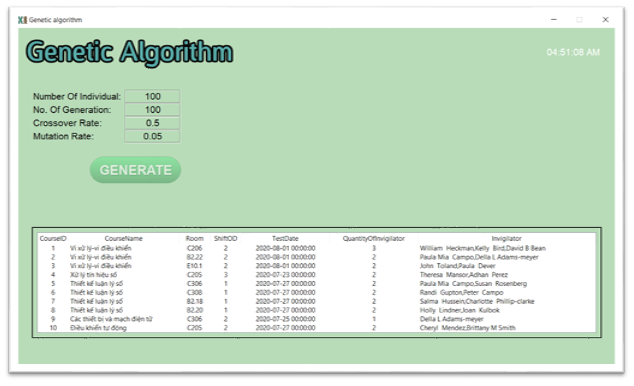 Genetic algorithm
Genetic Algorithm
04:51:08 AM
Number Of Individual: 100
No. Of Generation: 100
Crossover Rate: 0.5
Mutation Rate: 0.05
GENERATE
CourseID CourseName Room ShiftOD TestDate QuantityOfInvigilator Invigilator
1 Vi xử lý-vi điều khiển C206 2 2020-08-01 00:00:00 3 William Heckman,Kelly Bird,David B Bean
2 Vi xử lý-vi điều khiển B2.22 2 2020-08-01 00:00:00 2 Paula Mia Campo,Della L Adams-meyer
3 Vi xử lý-vi điều khiển E10.1 2 2020-08-01 00:00:00 2 John Toland,Paula Dever
4 Xử lý tín hiệu số C205 3 2020-07-23 00:00:00 2 Theresa Mansor,Adhan Perez
5 Thiết kế luận lý số C306 1 2020-07-27 00:00:00 2 Paula Mia Campo,Susan Rosenberg
6 Thiết kế luận lý số C308 1 2020-07-27 00:00:00 2 Randi Gupton,Peter Campo
7 Thiết kế luận lý số B2.18 1 2020-07-27 00:00:00 2 Salma Hussein,Charlotte Phillip-clarke
8 Thiết kế luận lý số B2.20 1 2020-07-27 00:00:00 2 Holly Lindner,Joan Kulbok
9 Các thiết bị và mạch điện tử C306 2 2020-07-25 00:00:00 1 Della L Adams-meyer
10 Điều khiển tự động C205 2 2020-07-27 00:00:00 2 Cheryl Mendez,Brittany M Smith